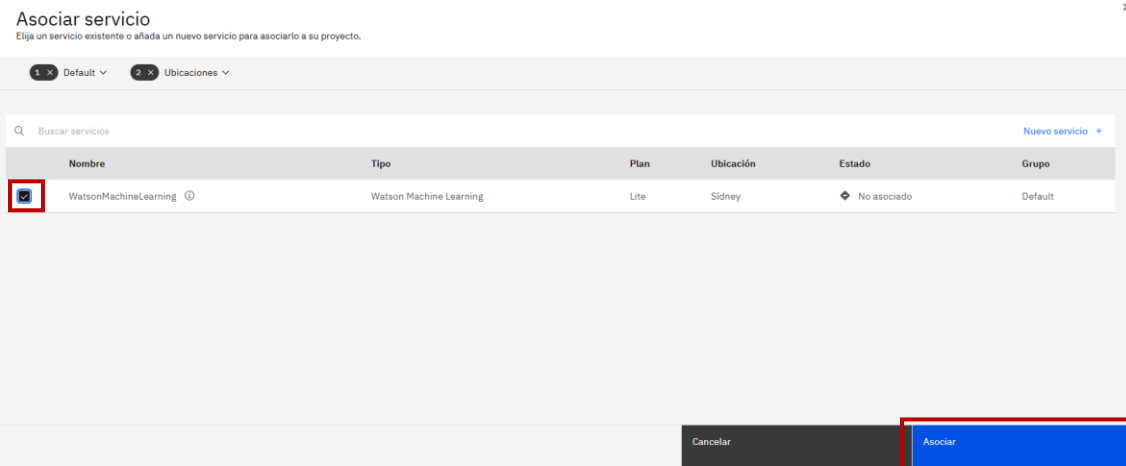 Asociar servicio
Elija un servicio existente o añada un nuevo servicio para asociarlo a su proyecto.
1 × Default 2 × Ubicaciones
Buscar servicios Nuevo servicio +
Nombre Tipo Plan Ubicación Estado Grupo
WatsonMachineLearning Watson Machine Learning Lite Sídney No asociado Default
Cancelar Asociar